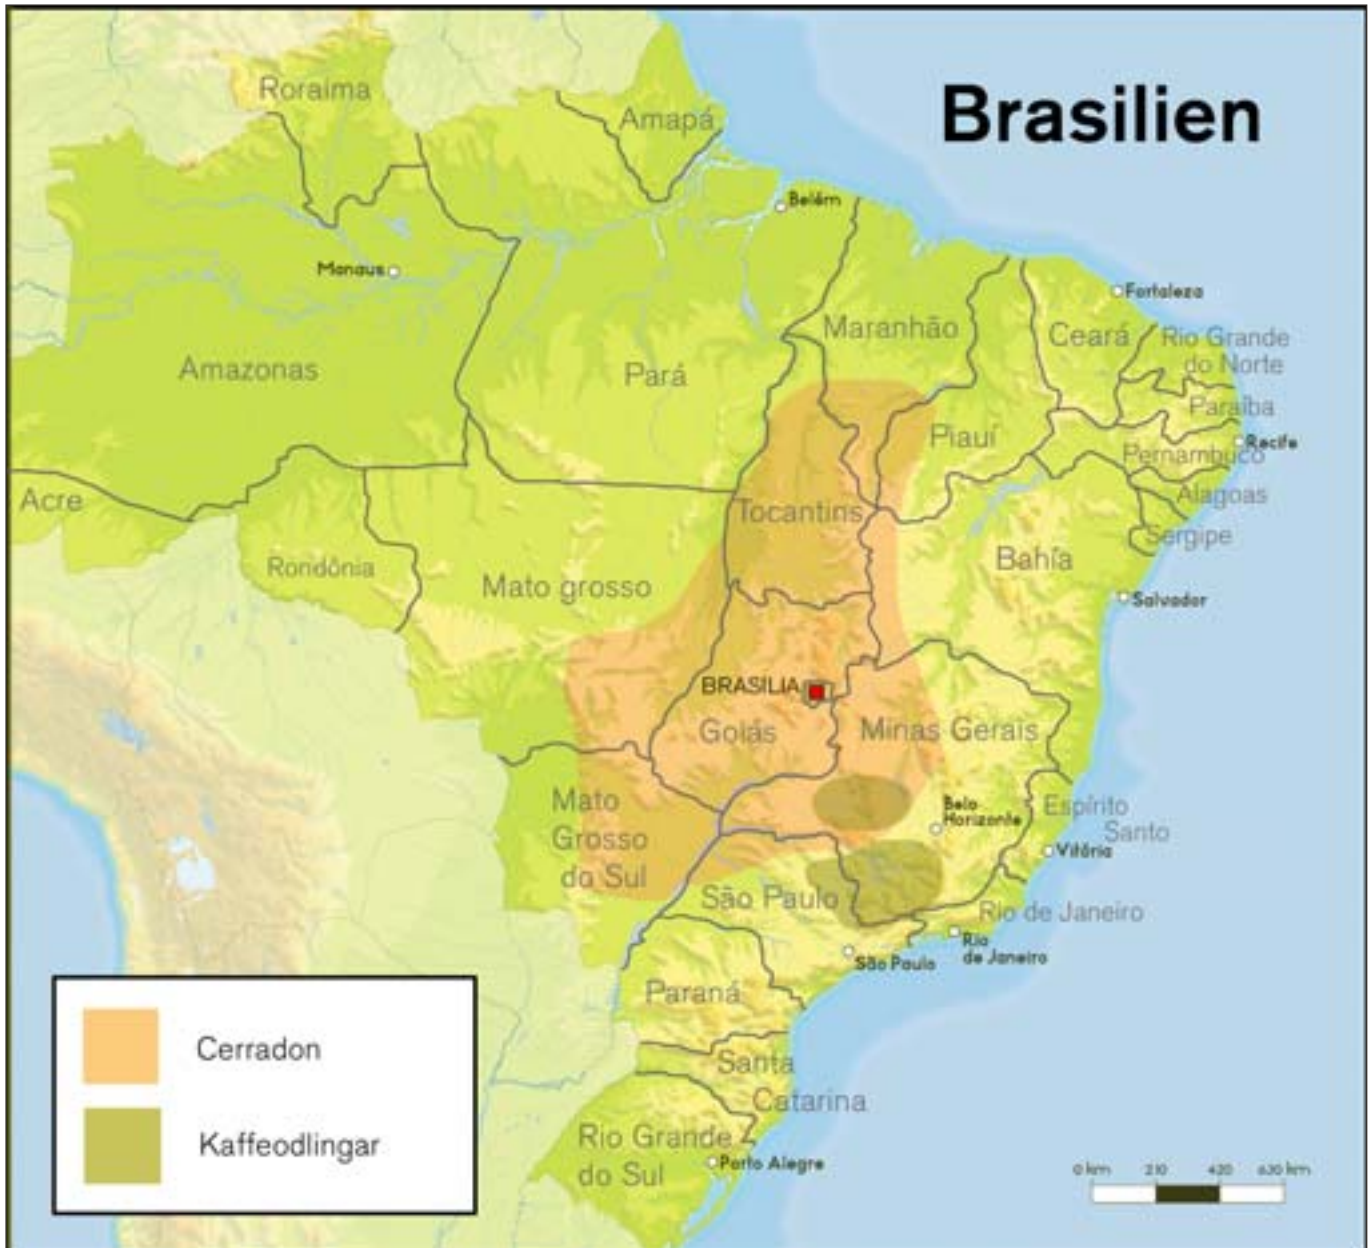 Brasilien
Roraima
Amapá
Belém
Manaus
Fortaleza
Maranhão
Ceará
Rio Grande
do Norte
Amazonas
Pará
Paraíba
Piauí
Recife
Pernambuco
Acre
Tocantins
Alagoas
Sergipe
Bahía
Rondônia
Mato grosso
Salvador
BRASILIA
Goiás
Minas Gerais
Mato
Grosso
do Sul
Belo
Horizonte
Espírito
Santo
Vitória
São Paulo
Rio de Janeiro
Rio
de Janeiro
São Paulo
Paraná
Santa
Catarina
Rio Grande
do Sul
Porto Alegre
Cerradon
Kaffeodlingar
0 km 210 420 630 km